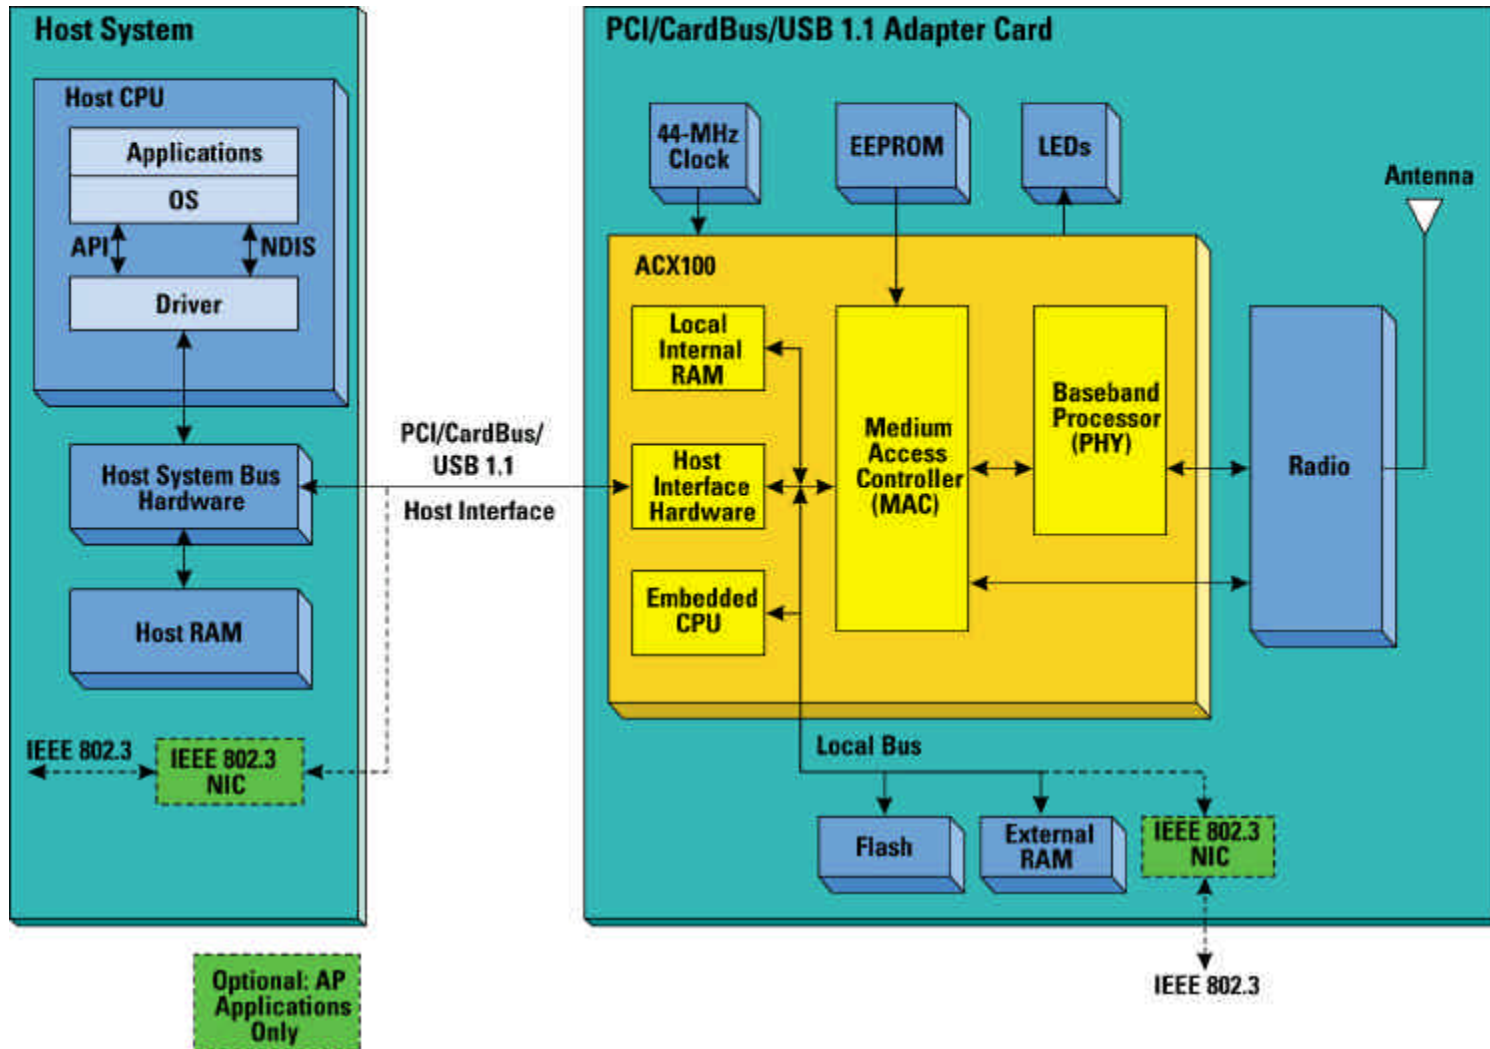 Host System
Host CPU
Applications
OS
API
NDIS
Driver
Host System Bus
Hardware
Host RAM
IEEE 802.3
IEEE 802.3
NIC
Optional: AP
Applications
Only
PCI/CardBus/
USB 1.1
Host Interface
PCI/CardBus/USB 1.1 Adapter Card
44-MHz
Clock
EEPROM
LEDs
Antenna
ACX100
Local
Internal
RAM
Host
Interface
Hardware
Embedded
CPU
Medium
Access
Controller
(MAC)
Baseband
Processor
(PHY)
Radio
Local Bus
Flash
External
RAM
IEEE 802.3
NIC
IEEE 802.3